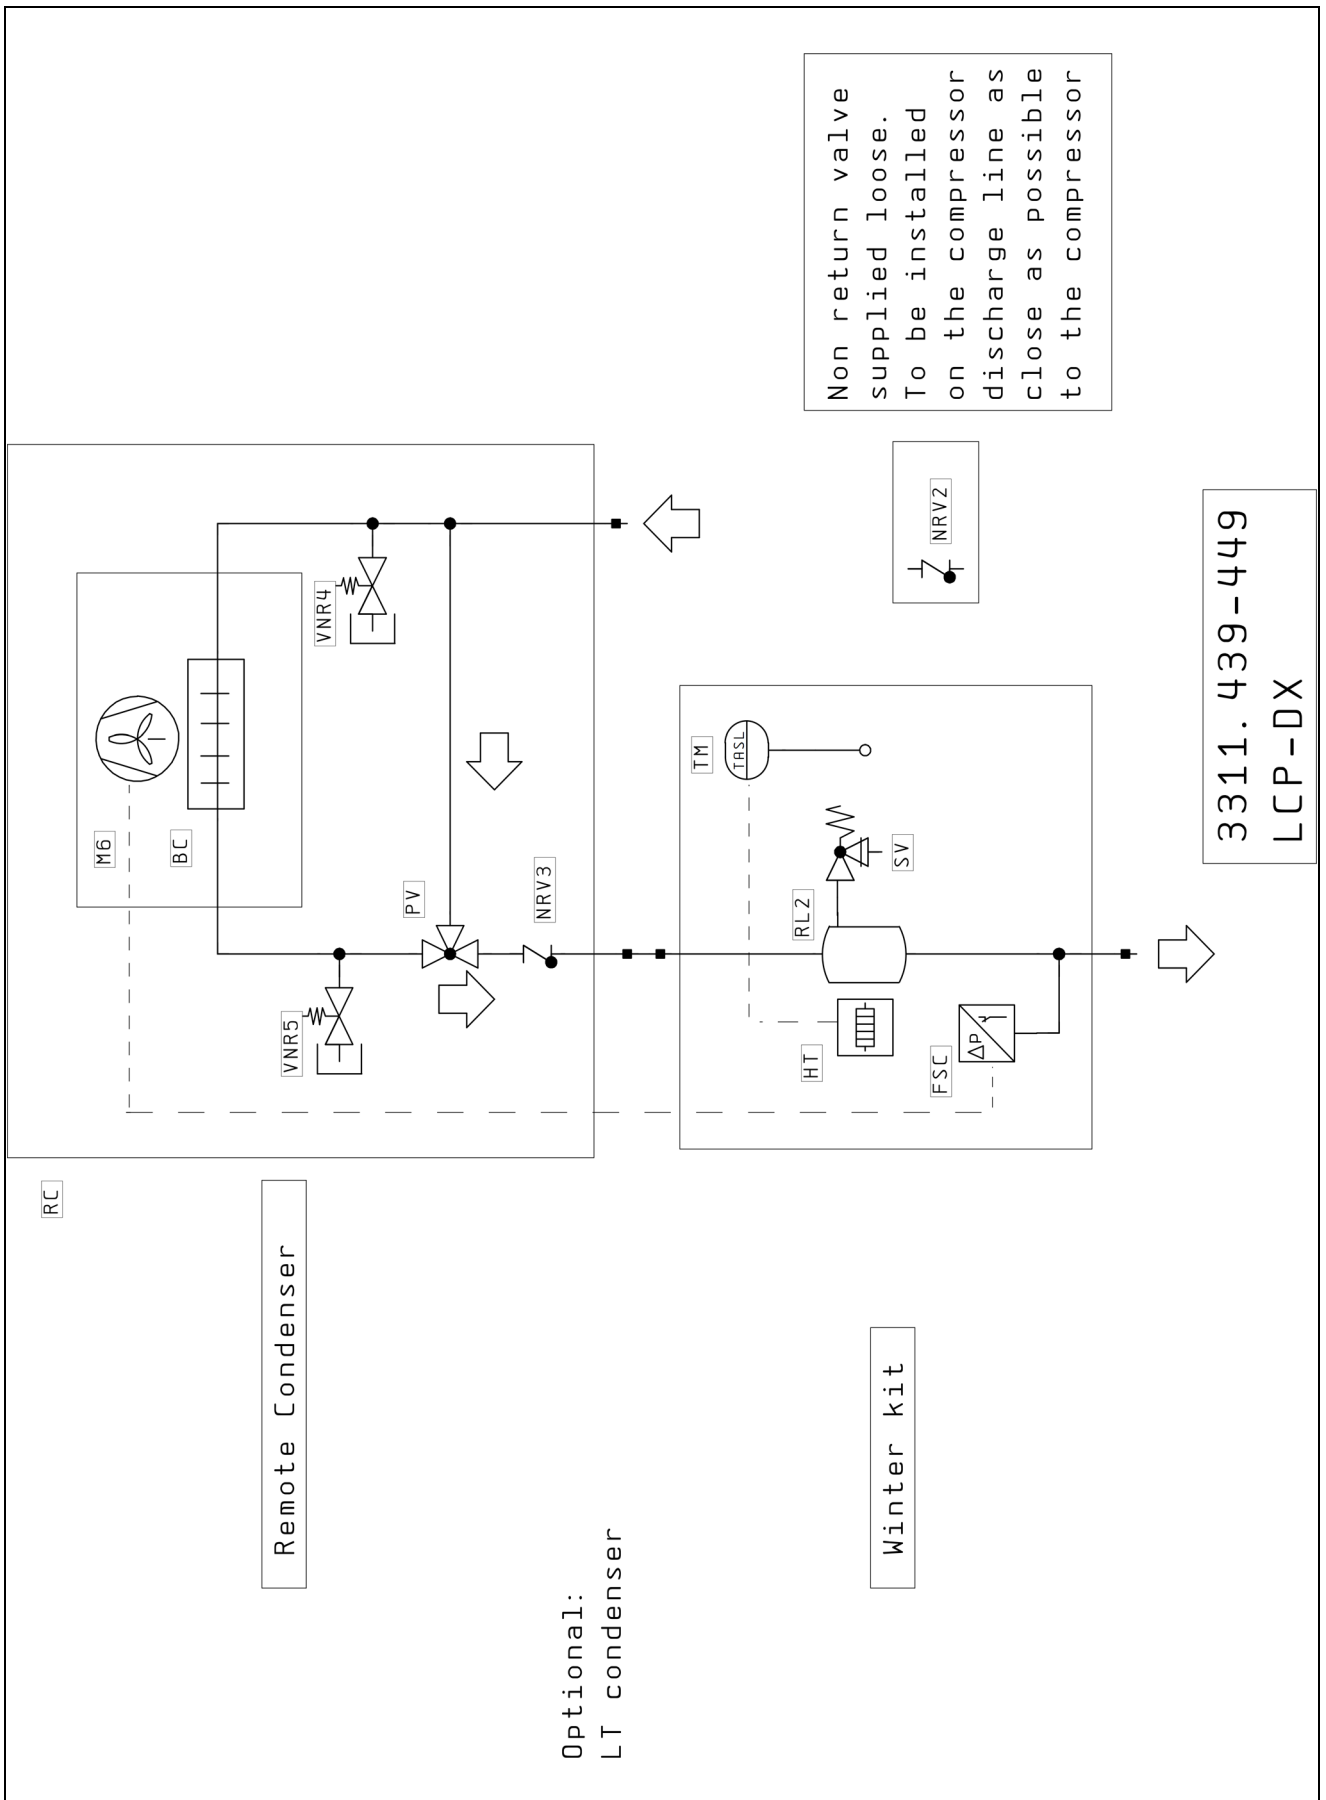 RC
Remote Condenser
M6
BC
VNR4
VNR5
PV
NRV3
Optional:
LT condenser
Winter kit
TM
TASL
RL2
SV
HT
FSC
ΔP
NRV2
Non return valve
supplied loose.
To be installed
on the compressor
discharge line as
close as possible
to the compressor
3311.439-449
LCP-DX